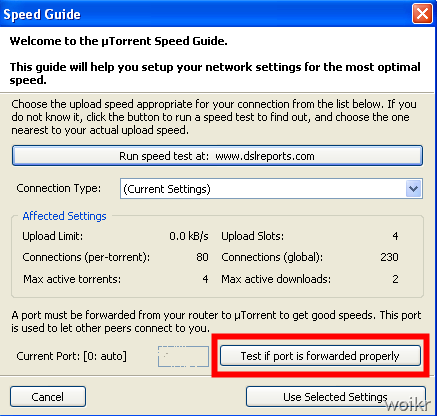 Speed Guide
Welcome to the µTorrent Speed Guide.
This guide will help you setup your network settings for the most optimal
speed.
Choose the upload speed appropriate for your connection from the list below. If you
do not know it, click the button to run a speed test to find out, and choose the one
nearest to your actual upload speed.
Run speed test at: www.dslreports.com
Connection Type: (Current Settings)
Affected Settings
Upload Limit: 0.0 kB/s Upload Slots: 4
Connections (per-torrent): 80 Connections (global): 230
Max active torrents: 4 Max active downloads: 2
A port must be forwarded from your router to µTorrent to get good speeds. This port
is used to let other peers connect to you.
Current Port: [0: auto] Test if port is forwarded properly
Cancel Use Selected Settings
woikr